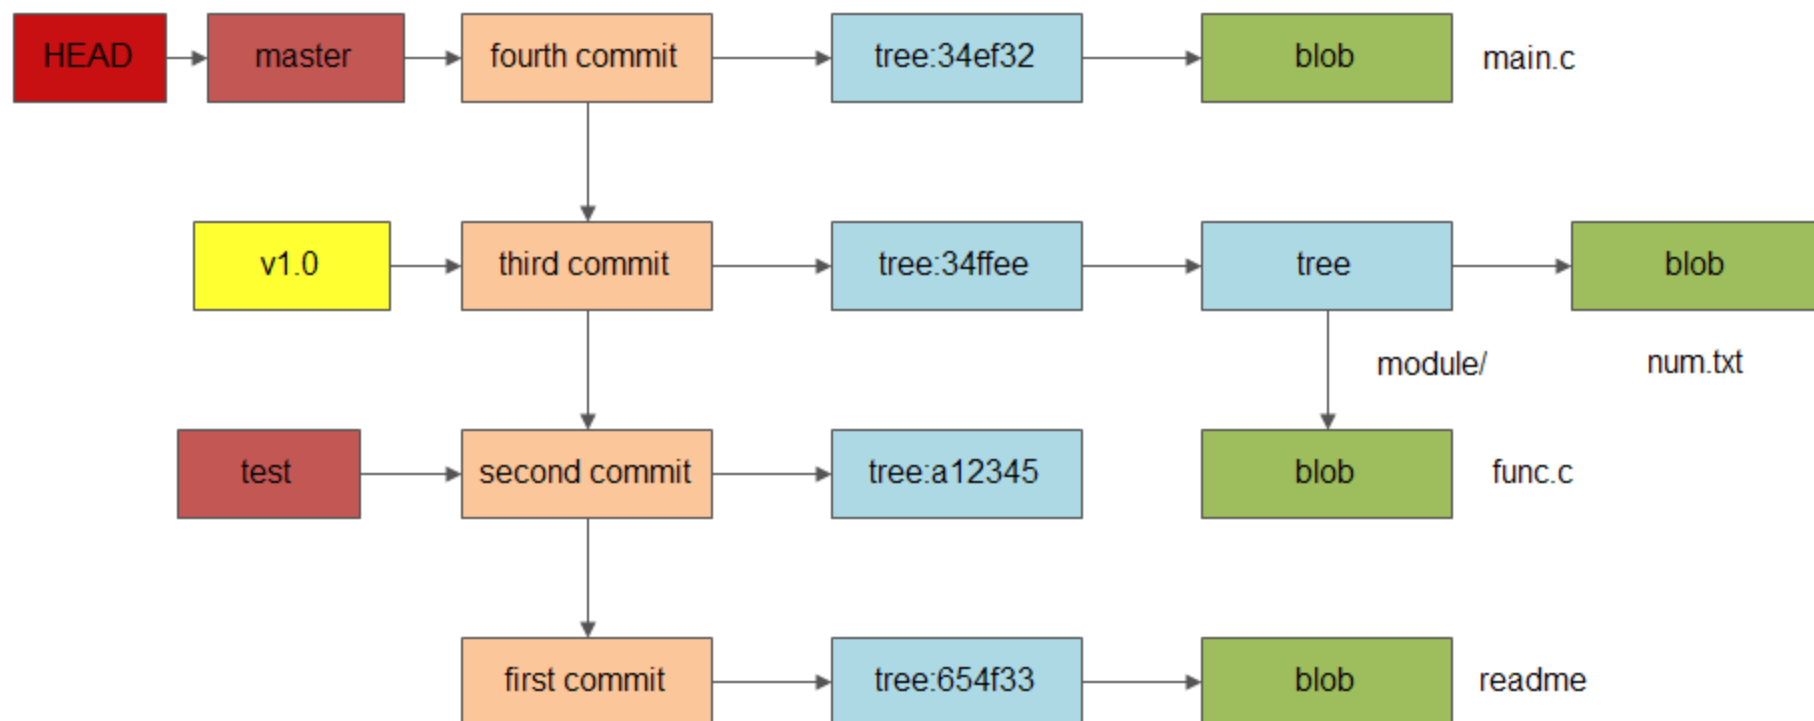 HEAD
master
fourth commit
tree:34ef32
blob
main.c
v1.0
third commit
tree:34ffee
tree
blob
module/
num.txt
test
second commit
tree:a12345
blob
func.c
first commit
tree:654f33
blob
readme